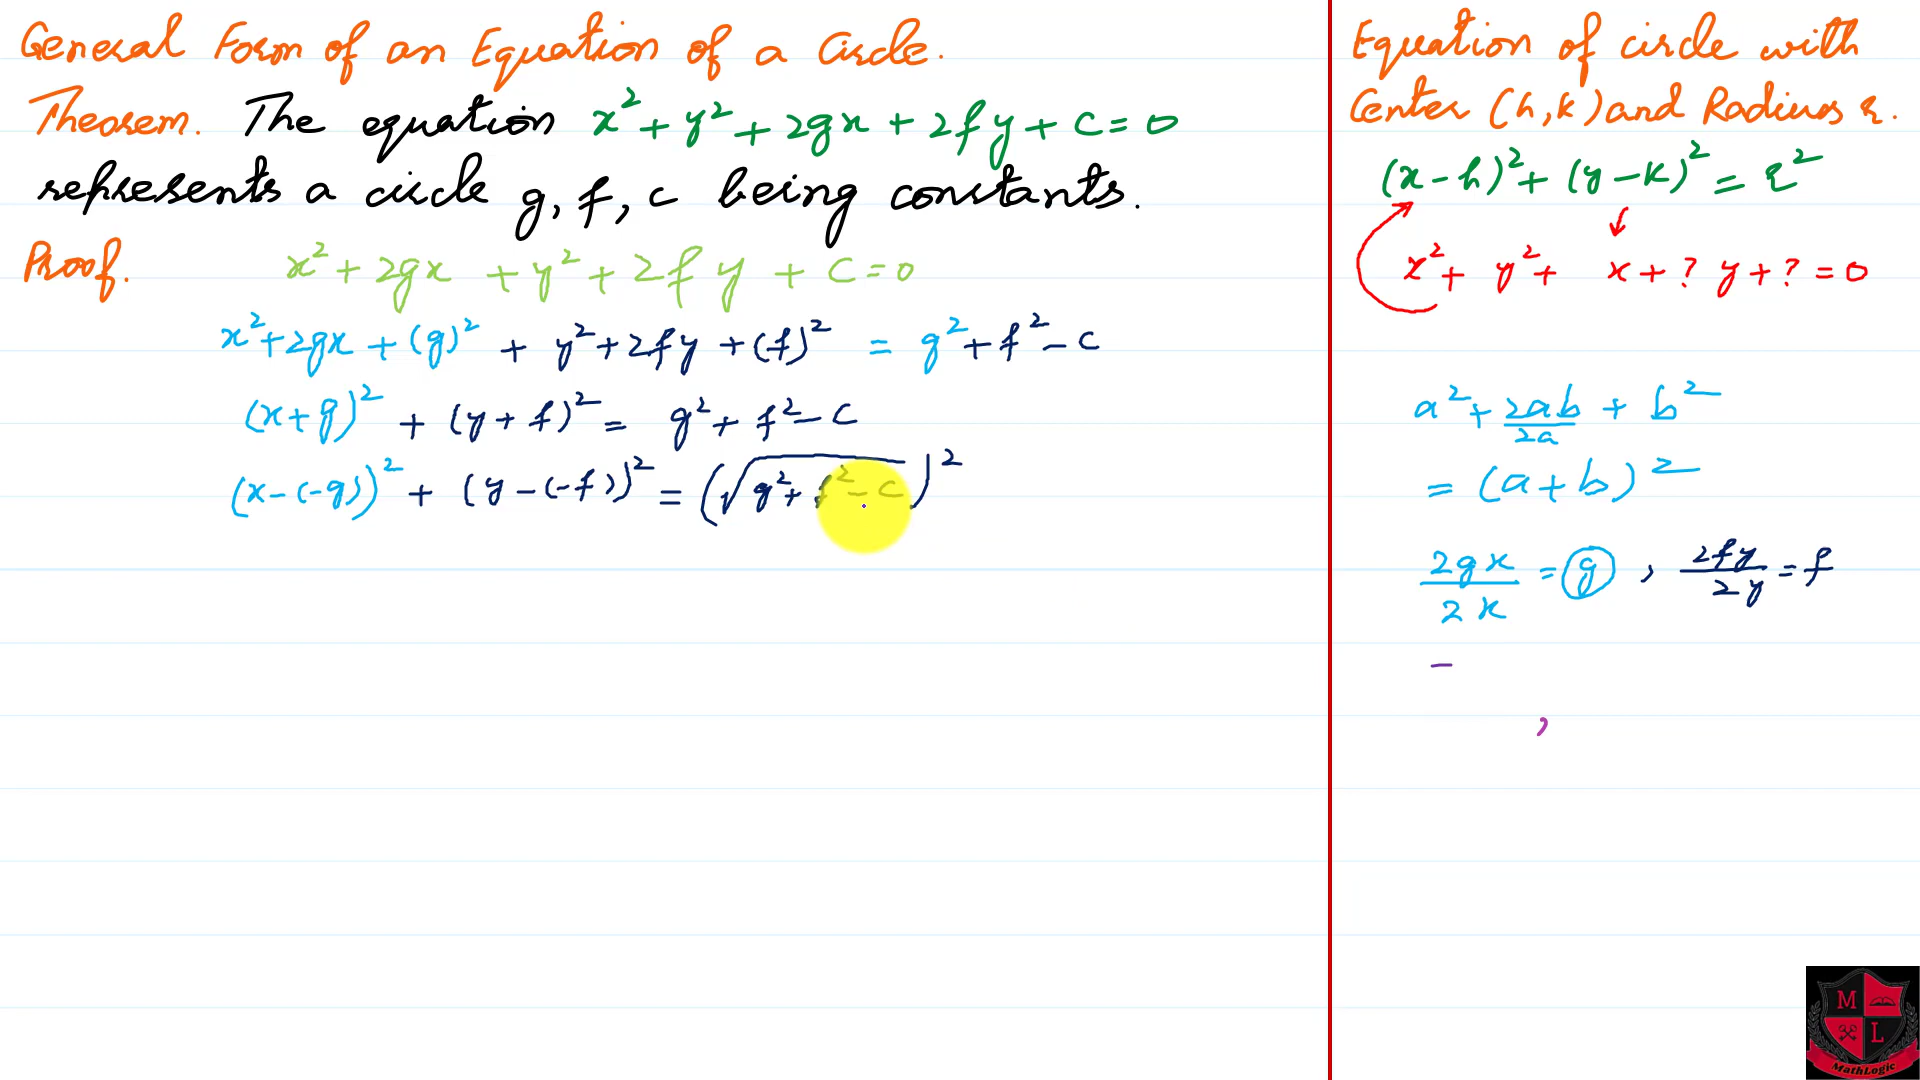 General Form of an Equation of a Circle.
Theorem. The equation x² + y² + 2gx + 2fy + c = 0
represents a circle g, f, c being constants.
Proof. x² + 2gx + y² + 2fy + c = 0
x² + 2gx + (g)² + y² + 2fy + (f)² = g² + f² - c
(x+g)² + (y+f)² = g² + f² - c
(x-(-g))² + (y-(-f))² = (√g² + f² - c)²
Equation of circle with
Center (h, k) and Radius r.
(x-h)² + (y-k)² = r²
x² + y² + x + ? y + ? = 0
a² + 2ab/2a + b²
= (a+b)²
2gx/2x = g , 2fy/2y = f
-
,
M
L
MathLogic